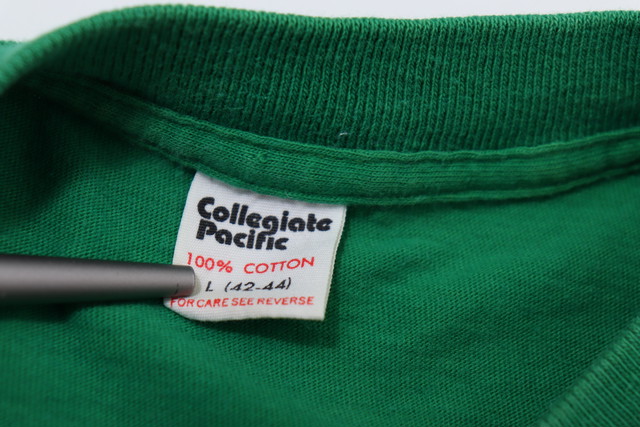 Collegiate
Pacific
100% COTTON
L (42-44)
FOR CARE SEE REVERSE